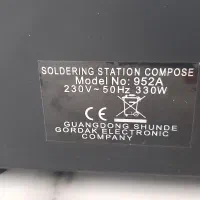 SOLDERING STATION COMPOSE
Model No: 952A
230V~50Hz 330W
CE
GUANGDONG SHUNDE
GORDAK ELECTRONIC
COMPANY